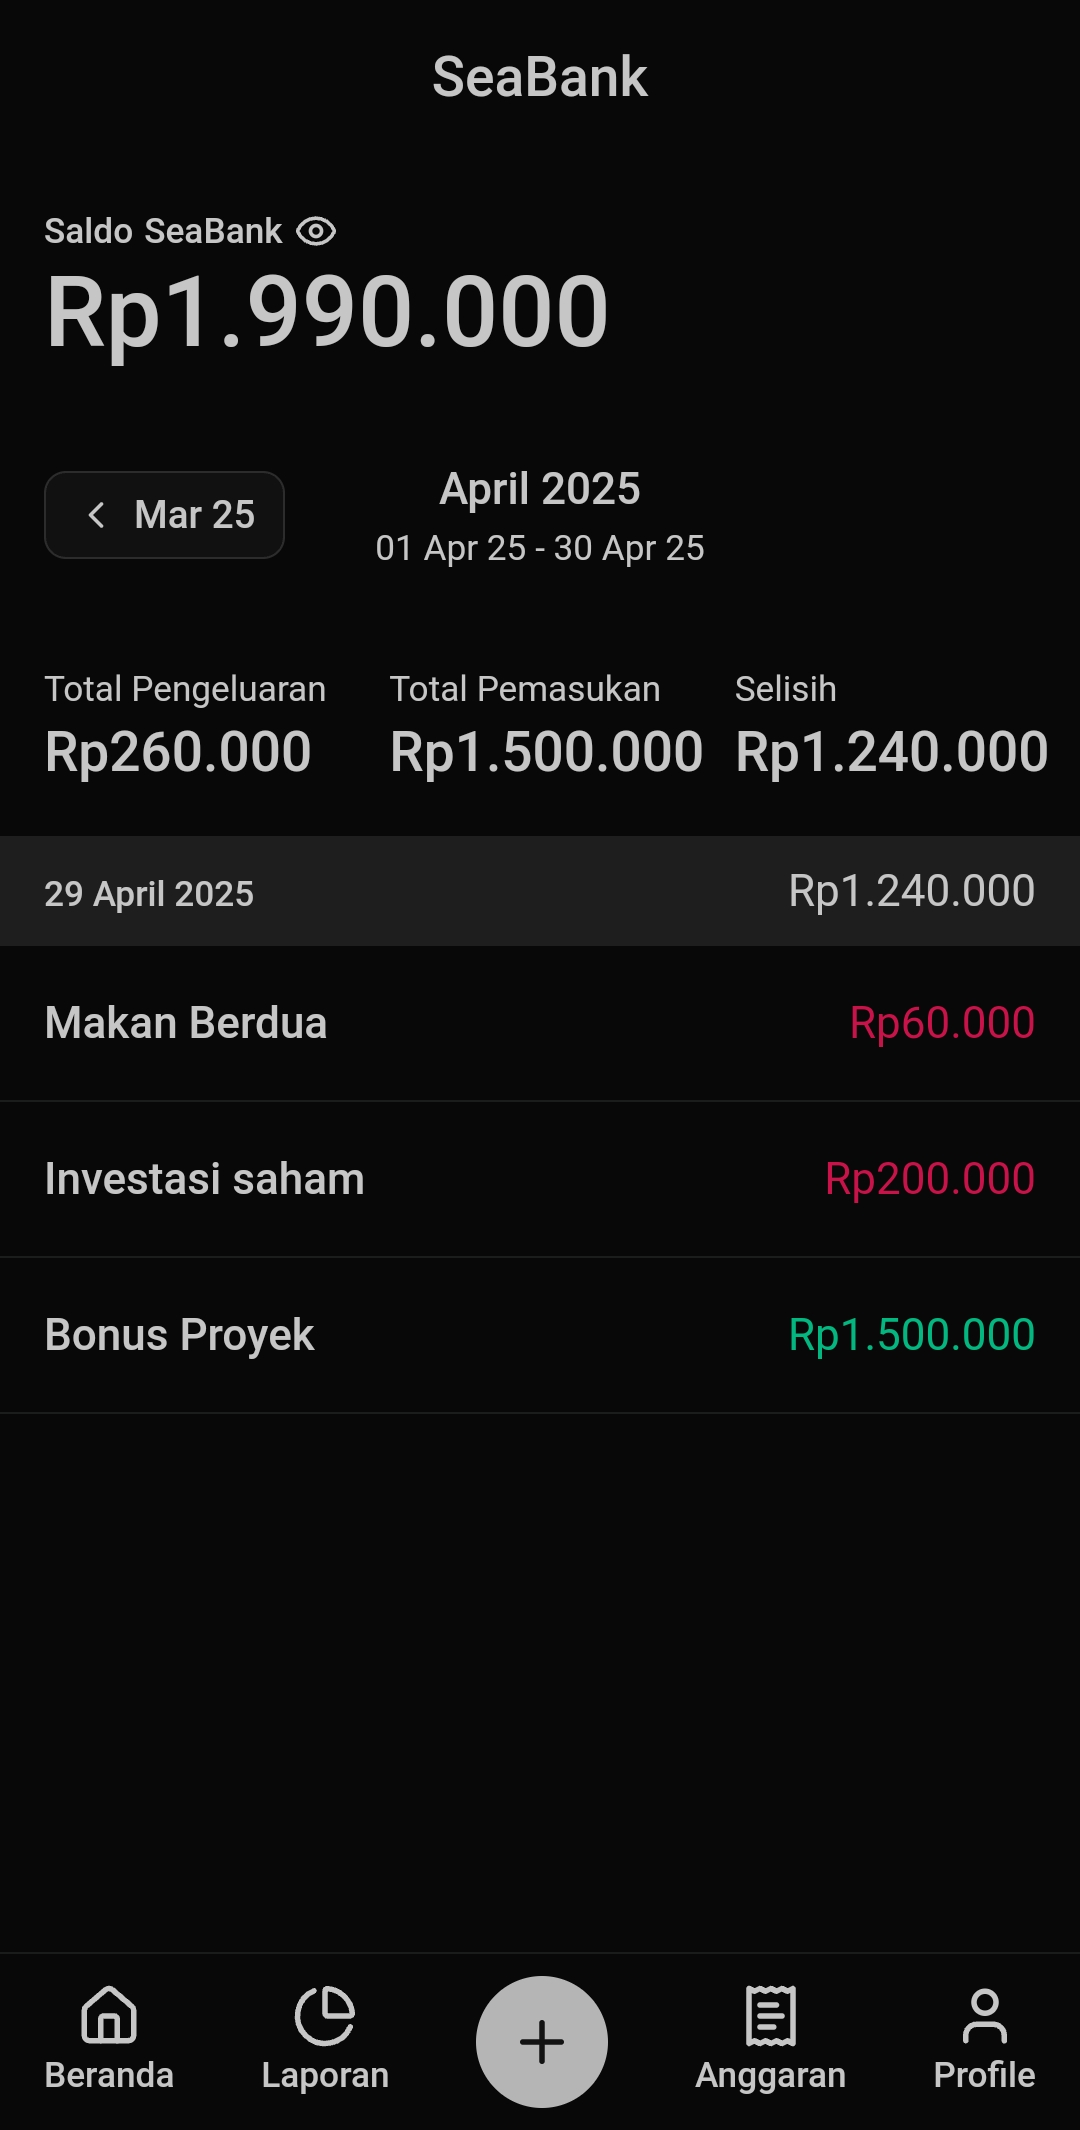 SeaBank
Saldo SeaBank
Rp1.990.000
Mar 25
April 2025
01 Apr 25 - 30 Apr 25
Total Pengeluaran Total Pemasukan Selisih
Rp260.000 Rp1.500.000 Rp1.240.000
29 April 2025 Rp1.240.000
Makan Berdua Rp60.000
Investasi saham Rp200.000
Bonus Proyek Rp1.500.000
Beranda Laporan Anggaran Profile